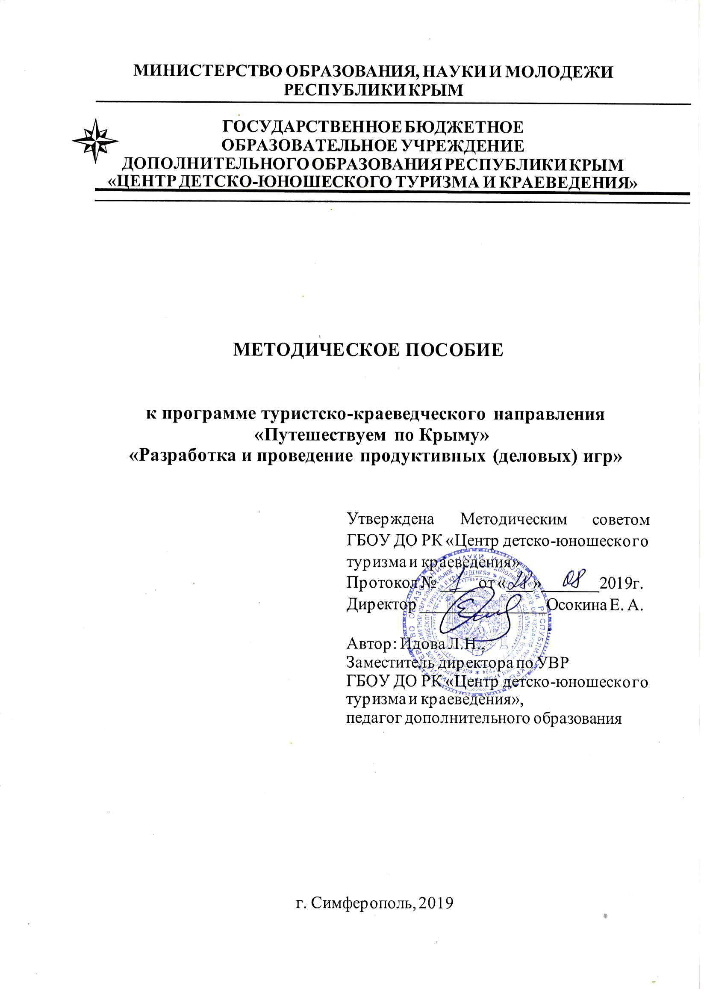 МИНИСТЕРСТВО ОБРАЗОВАНИЯ, НАУКИ И МОЛОДЕЖИ
РЕСПУБЛИКИ КРЫМ
ГОСУДАРСТВЕННОЕ БЮДЖЕТНОЕ
ОБРАЗОВАТЕЛЬНОЕ УЧРЕЖДЕНИЕ
ДОПОЛНИТЕЛЬНОГО ОБРАЗОВАНИЯ РЕСПУБЛИКИ КРЫМ
«ЦЕНТР ДЕТСКО-ЮНОШЕСКОГО ТУРИЗМА И КРАЕВЕДЕНИЯ»
МЕТОДИЧЕСКОЕ ПОСОБИЕ
к программе туристско-краеведческого направления
«Путешествуем по Крыму»
«Разработка и проведение продуктивных (деловых) игр»
Утверждена Методическим советом
ГБОУ ДО РК «Центр детско-юношеского
туризма и краеведения»
Протокол № 1 от «28» 08 2019г.
Директор Осокина Е. А.
Автор: Идова Л.Н.,
Заместитель директора по УВР
ГБОУ ДО РК «Центр детско-юношеского
туризма и краеведения»,
педагог дополнительного образования
г. Симферополь, 2019